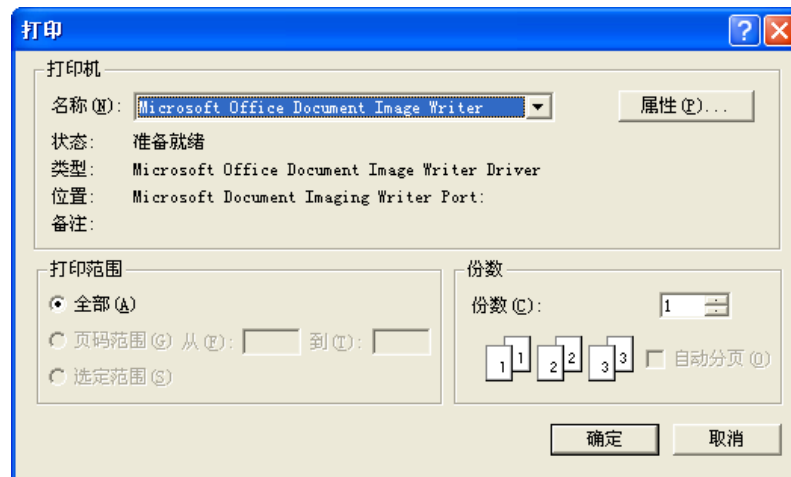 打印
打印机
名称(N): Microsoft Office Document Image Writer 属性(P)...
状态: 准备就绪
类型: Microsoft Office Document Image Writer Driver
位置: Microsoft Document Imaging Writer Port:
备注:
打印范围
全部(A)
页码范围(G) 从(F): 到(T):
选定范围(S)
份数
份数(C): 1
1 1 2 2 3 3 自动分页(O)
确定 取消